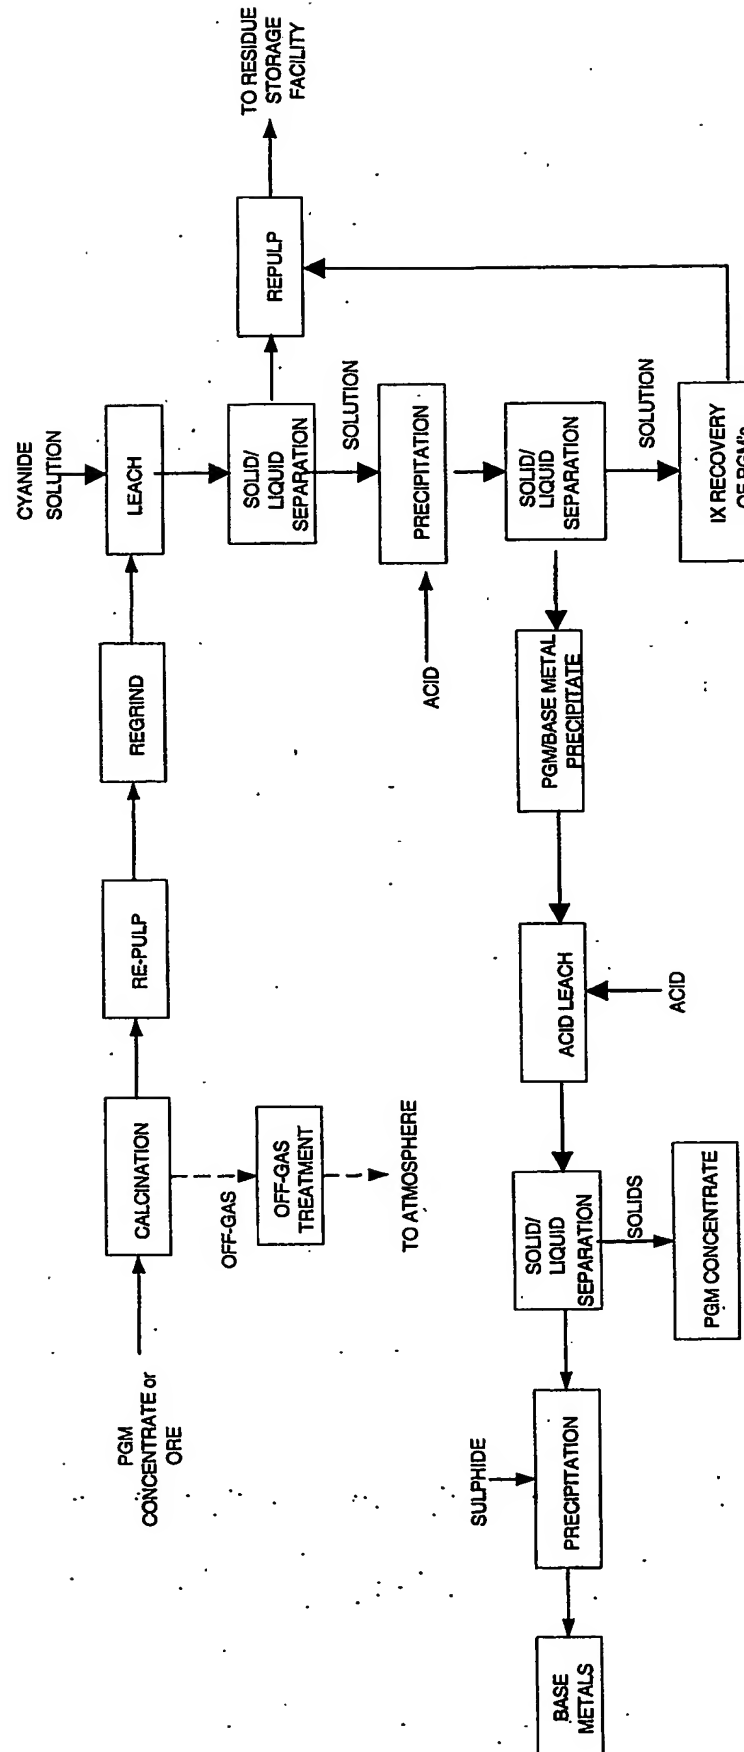 PGM
CONCENTRATE or
ORE
CALCINATION
OFF-GAS
OFF-GAS
TREATMENT
TO ATMOSPHERE
RE-PULP
REGRIND
CYANIDE
SOLUTION
LEACH
SOLID/
LIQUID
SEPARATION
REPULP
TO RESIDUE
STORAGE
FACILITY
SOLUTION
ACID
PRECIPITATION
SOLID/
LIQUID
SEPARATION
SOLUTION
IX RECOVERY
OF PGM's
PGM/BASE METAL
PRECIPITATE
ACID LEACH
ACID
SOLID/
LIQUID
SEPARATION
SOLIDS
PGM CONCENTRATE
SULPHIDE
PRECIPITATION
BASE
METALS